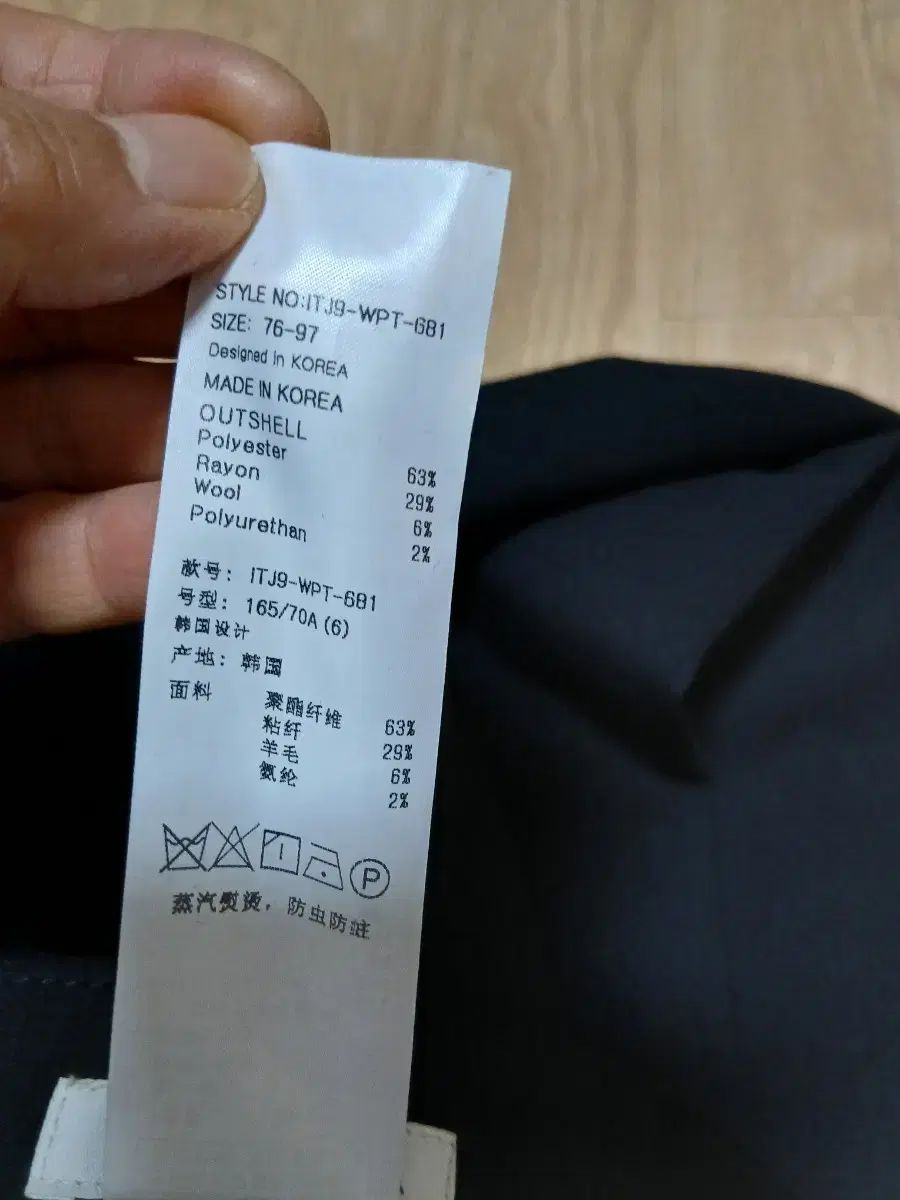 STYLE NO:ITJ9-WPT-6B1
SIZE: 76-97
Designed in KOREA
MADE IN KOREA
OUTSHELL
Polyester 63%
Rayon 29%
Wool 6%
Polyurethan 2%
款号: ITJ9-WPT-6B1
号型: 165/70A (6)
韩国设计
产地: 韩国
面料 聚酯纤维 63%
粘纤 29%
羊毛 6%
氨纶 2%
P
蒸汽熨烫, 防虫防蛀